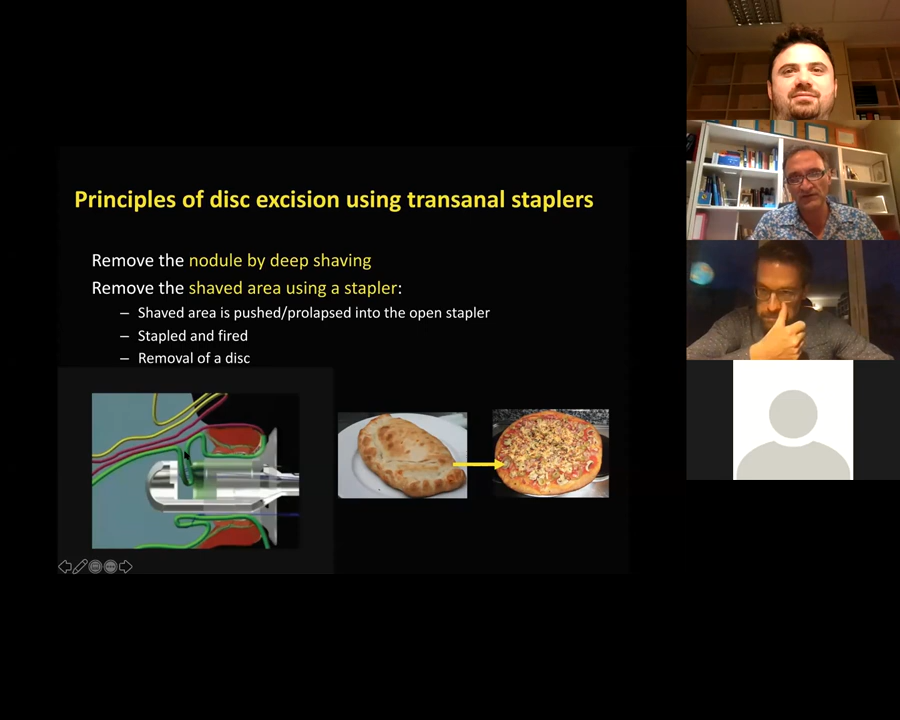 Principles of disc excision using transanal staplers
Remove the nodule by deep shaving
Remove the shaved area using a stapler:
– Shaved area is pushed/prolapsed into the open stapler
– Stapled and fired
– Removal of a disc